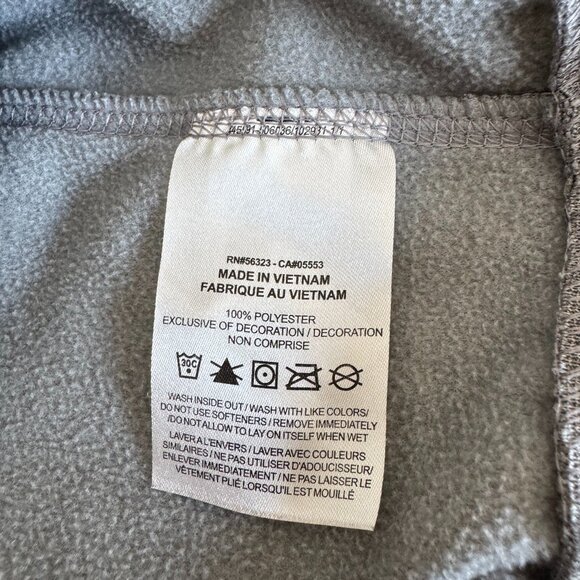 RN#56323 - CA#05553
MADE IN VIETNAM
FABRIQUE AU VIETNAM
100% POLYESTER
EXCLUSIVE OF DECORATION / DECORATION
NON COMPRISE
30C
WASH INSIDE OUT / WASH WITH LIKE COLORS/
DO NOT USE SOFTENERS / REMOVE IMMEDIATELY
/DO NOT ALLOW TO LAY ON ITSELF WHEN WET
LAVER A L'ENVERS / LAVER AVEC COULEURS
SIMILAIRES / NE PAS UTILISER D'ADOUCISSEUR/
ENLEVER IMMEDIATEMENT / NE PAS LAISSER LE
VÊTEMENT PLIÉ LORSQU'IL EST MOUILLÉ